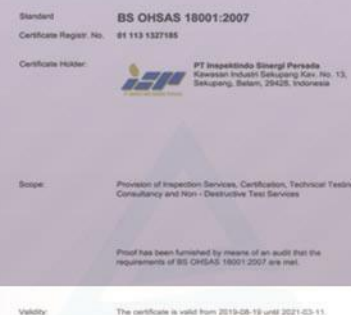 Standard BS OHSAS 18001:2007
Certificate Registr. No. 01 113 1327185
Certificate Holder: PT Inspektindo Sinergi Persada
Kawasan Industri Sekupang Kav. No. 13,
Sekupang, Batam, 29428, Indonesia
isp
Scope: Provision of Inspection Services, Certification, Technical Testing
Consultancy and Non - Destructive Test Services
Proof has been furnished by means of an audit that the
requirements of BS OHSAS 18001:2007 are met.
Validity: The certificate is valid from 2019-08-19 until 2021-03-11.